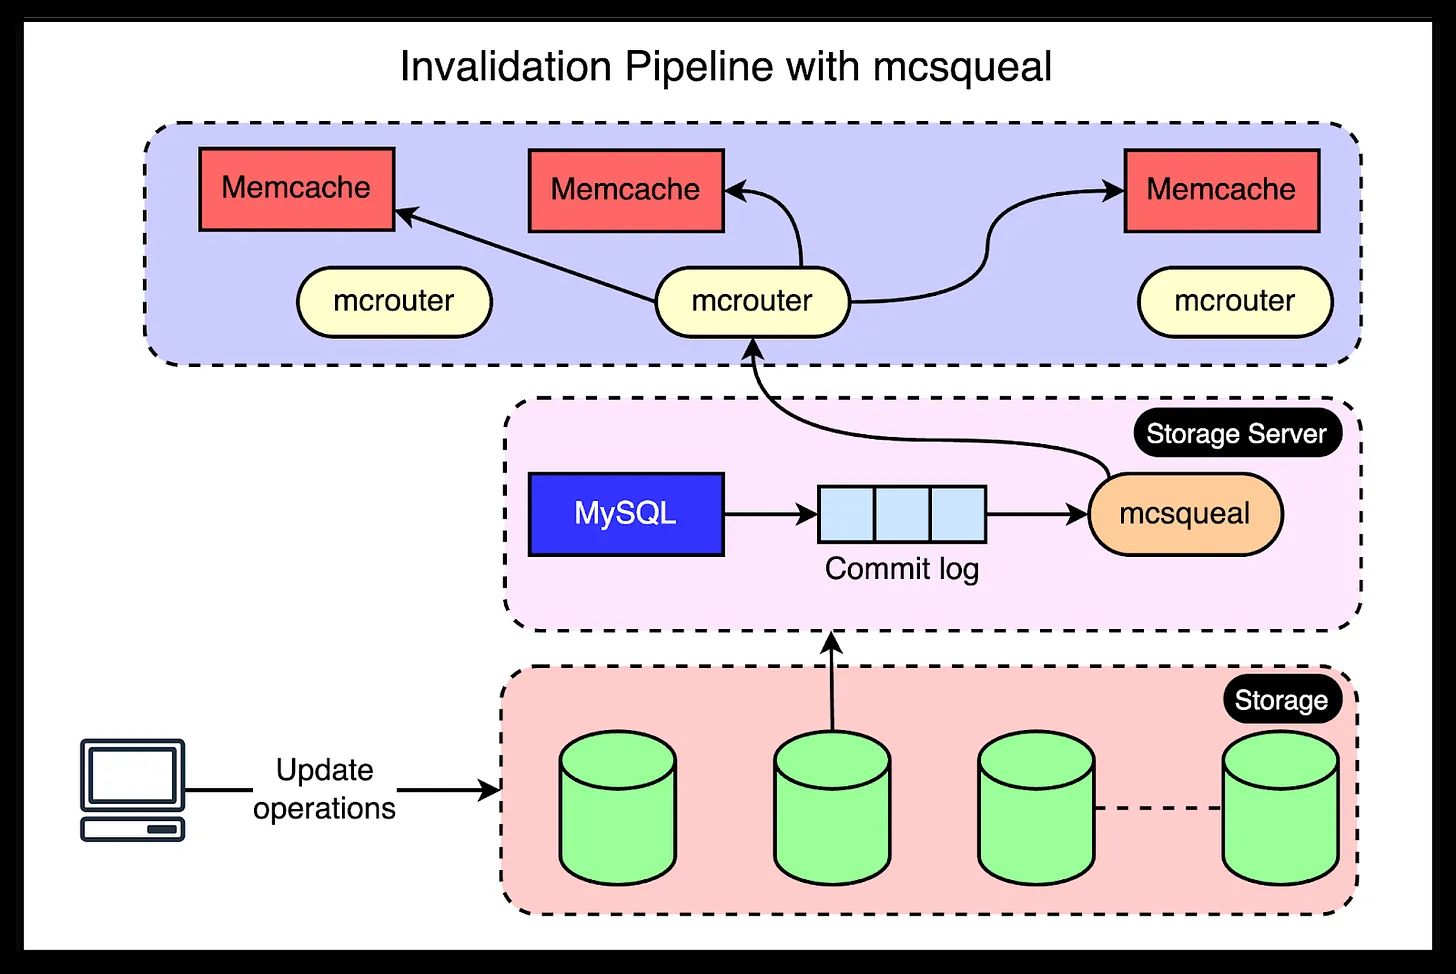 Invalidation Pipeline with mcsqueal
Memcache
Memcache
Memcache
mcrouter
mcrouter
mcrouter
Storage Server
MySQL
mcsqueal
Commit log
Storage
Update
operations